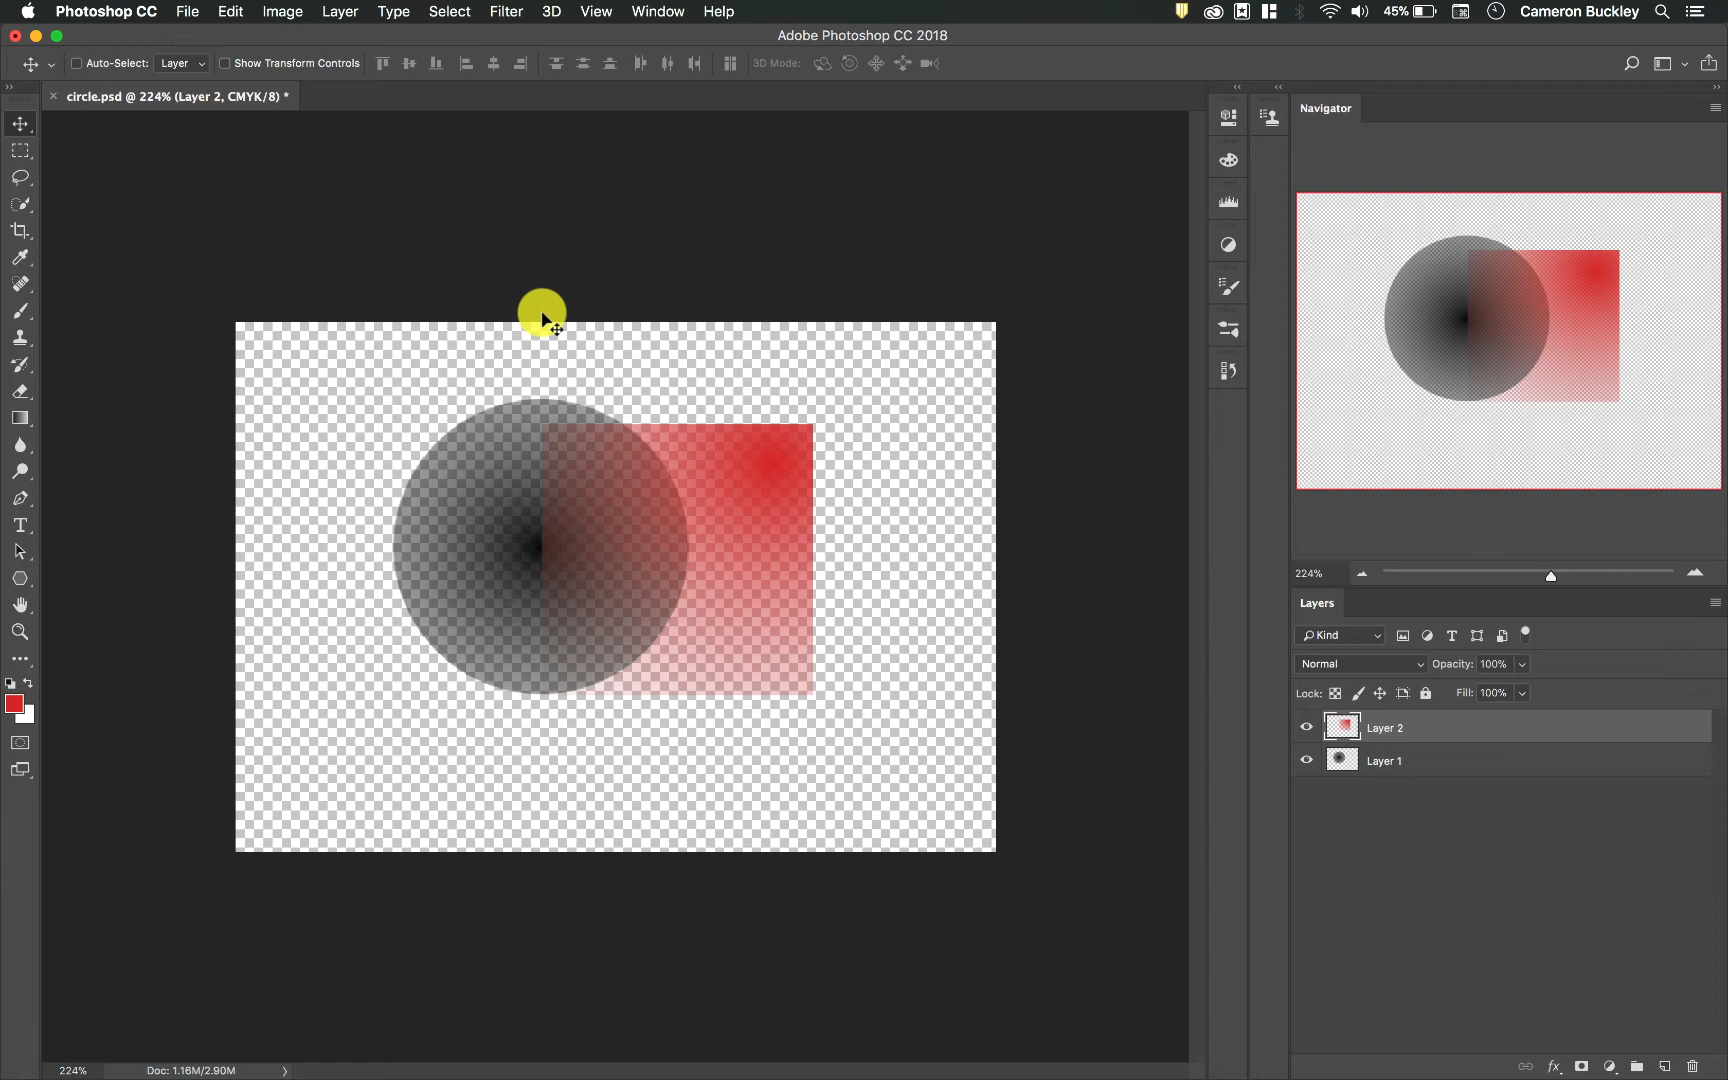 Photoshop CC File Edit Image Layer Type Select Filter 3D View Window Help 45% Cameron Buckley
Adobe Photoshop CC 2018
Auto-Select: Layer Show Transform Controls 3D Mode:
circle.psd @ 224% (Layer 2, CMYK/8) *
Navigator
224%
Layers
Kind
Normal Opacity: 100%
Lock: Fill: 100%
Layer 2
Layer 1
224% Doc: 1.16M/2.90M